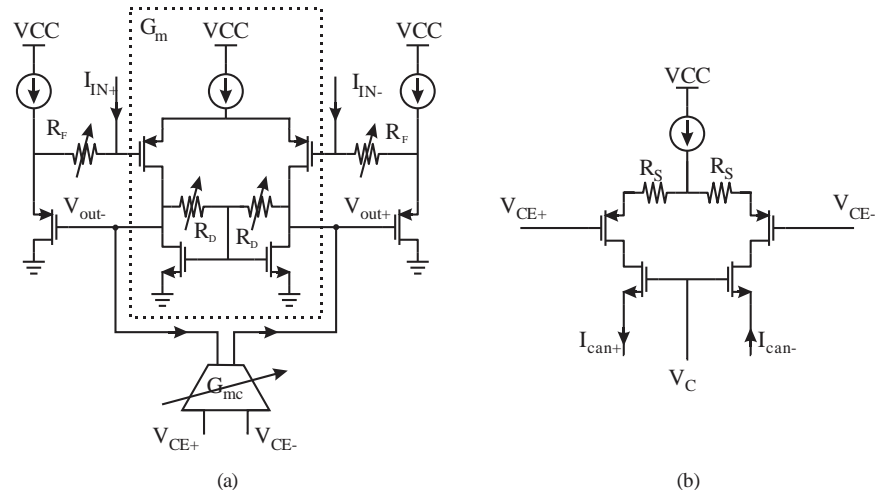 VCC
G_m
VCC
VCC
I_IN+
I_IN-
R_F
R_F
V_out-
V_out+
R_D
R_D
G_mc
V_CE+
V_CE-
(a)
VCC
R_S
R_S
V_CE+
V_CE-
I_can+
I_can-
V_C
(b)